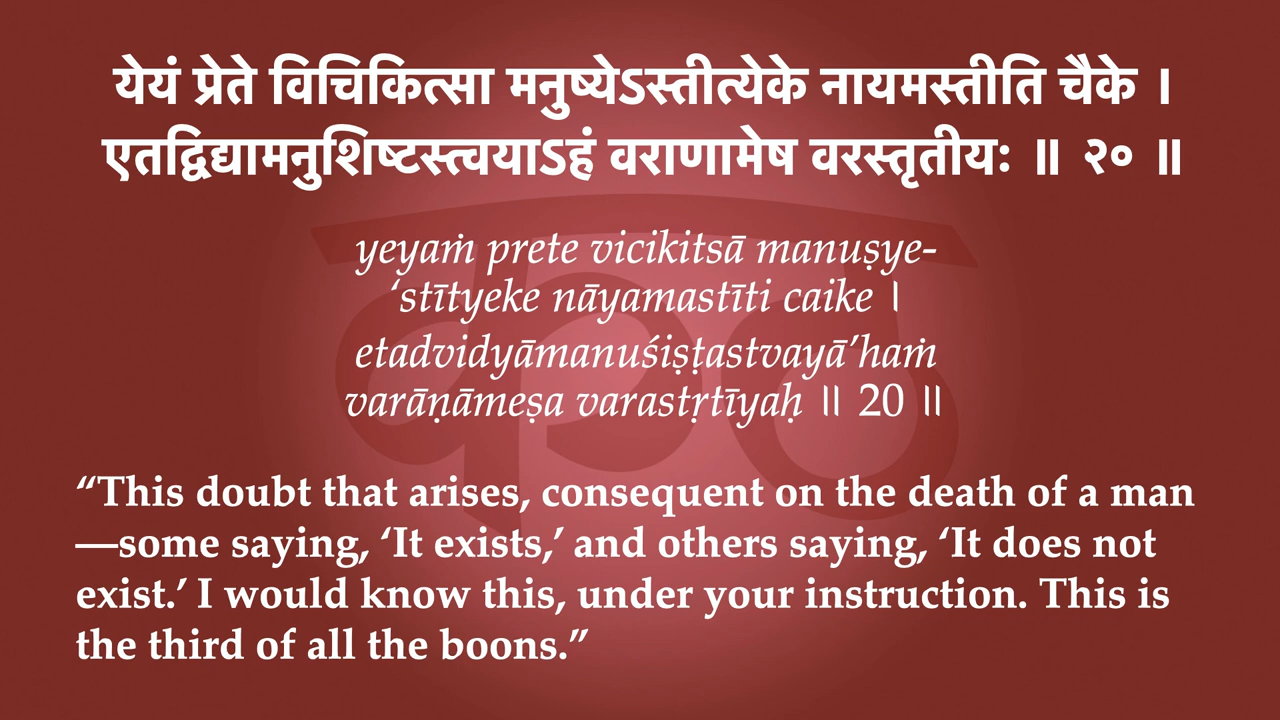 येयं प्रेते विचिकित्सा मनुष्येऽस्तीत्येके नायमस्तीति चैके ।
एतद्विद्यामनुशिष्टस्त्वयाऽहं वराणामेष वरस्तृतीयः ॥ २० ॥
yeyaṁ prete vicikitsā manuṣye-
‘stītyeke nāyamastīti caike ।
etadvidyāmanuśiṣṭastvayā’haṁ
varāṇāmeṣa varastṛtīyaḥ ॥ 20 ॥
“This doubt that arises, consequent on the death of a man
—some saying, ‘It exists,’ and others saying, ‘It does not
exist.’ I would know this, under your instruction. This is
the third of all the boons.”
कठ